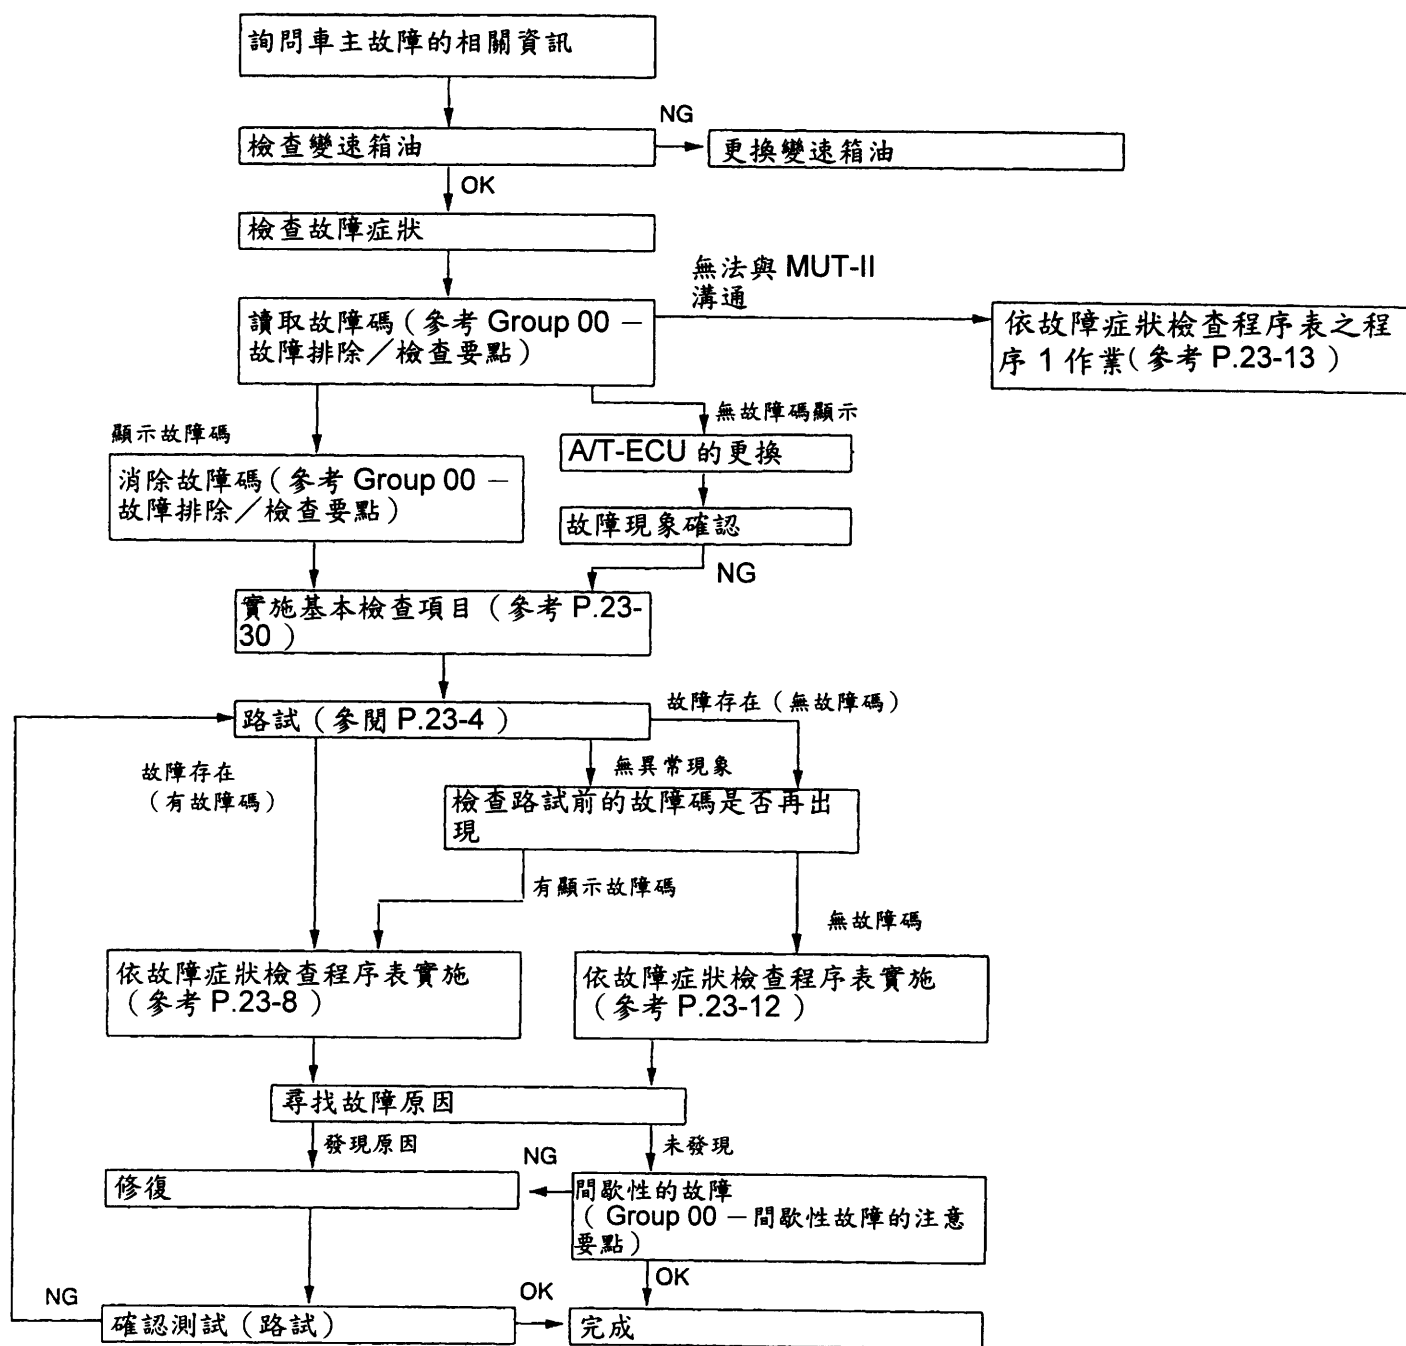 詢問車主故障的相關資訊
NG
檢查變速箱油
更換變速箱油
OK
檢查故障症狀
無法與 MUT-II
溝通
讀取故障碼（參考 Group 00 －
故障排除／檢查要點）
依故障症狀檢查程序表之程
序 1 作業（參考 P.23-13 ）
無故障碼顯示
顯示故障碼
A/T-ECU 的更換
消除故障碼（參考 Group 00 －
故障排除／檢查要點）
故障現象確認
NG
實施基本檢查項目（參考 P.23-
30 ）
故障存在（無故障碼）
路試（參閱 P.23-4 ）
無異常現象
故障存在
（有故障碼）
檢查路試前的故障碼是否再出
現
有顯示故障碼
無故障碼
依故障症狀檢查程序表實施
（參考 P.23-8 ）
依故障症狀檢查程序表實施
（參考 P.23-12 ）
尋找故障原因
發現原因
未發現
NG
修復
間歇性的故障
（ Group 00 －間歇性故障的注意
要點）
OK
NG
OK
確認測試（路試）
完成